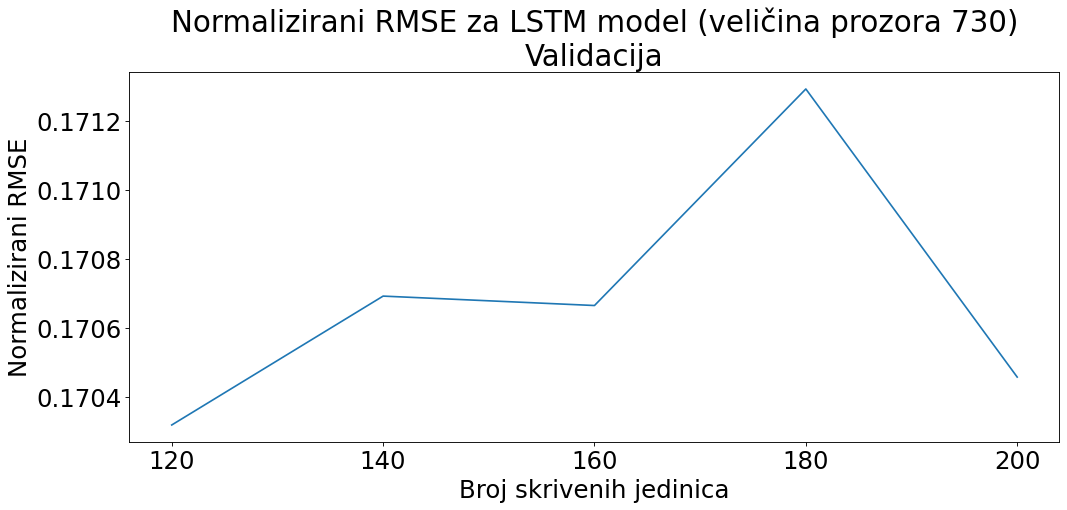 Normalizirani RMSE za LSTM model (veličina prozora 730)
Validacija
Normalizirani RMSE
0.1712
0.1710
0.1708
0.1706
0.1704
120 140 160 180 200
Broj skrivenih jedinica